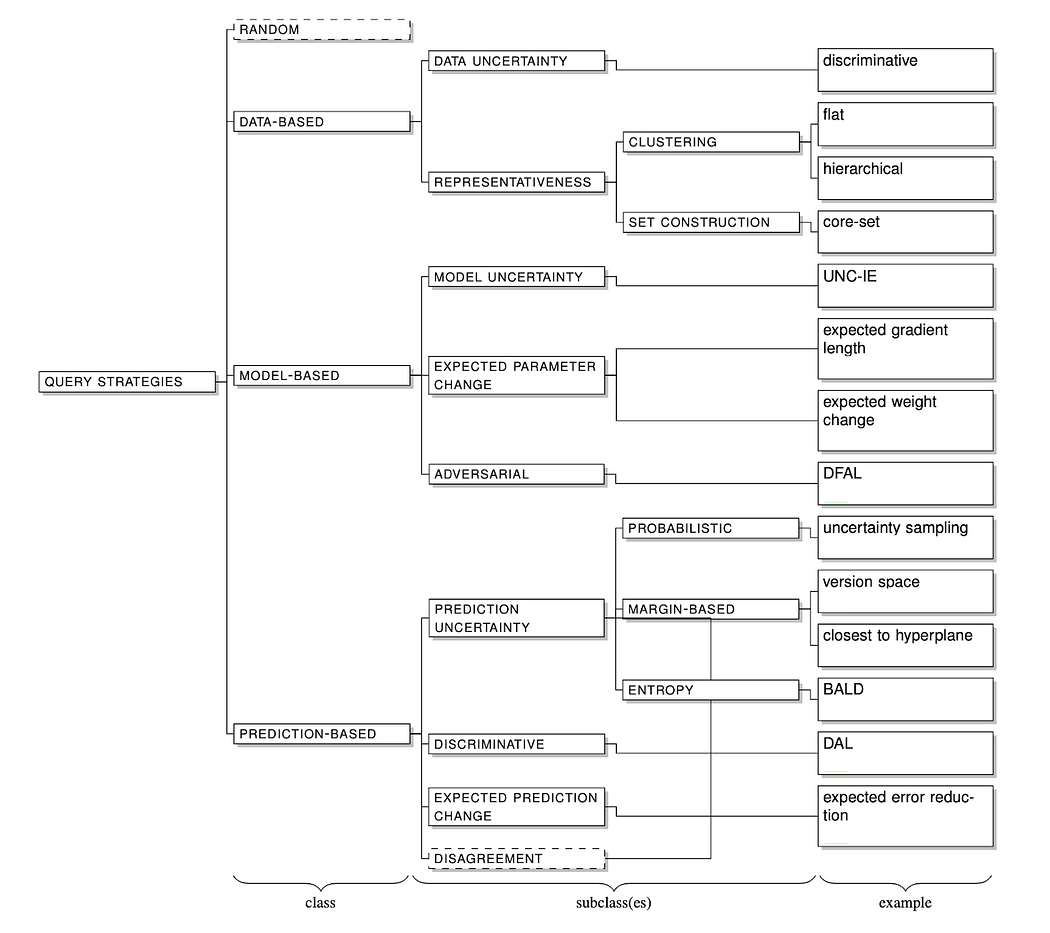 RANDOM
DATA UNCERTAINTY
discriminative
flat
DATA-BASED
CLUSTERING
hierarchical
REPRESENTATIVENESS
SET CONSTRUCTION
core-set
MODEL UNCERTAINTY
UNC-IE
expected gradient
length
EXPECTED PARAMETER
CHANGE
QUERY STRATEGIES
MODEL-BASED
expected weight
change
ADVERSARIAL
DFAL
PROBABILISTIC
uncertainty sampling
version space
PREDICTION
UNCERTAINTY
MARGIN-BASED
closest to hyperplane
ENTROPY
BALD
PREDICTION-BASED
DISCRIMINATIVE
DAL
EXPECTED PREDICTION
CHANGE
expected error reduc-
tion
DISAGREEMENT
class
subclass(es)
example